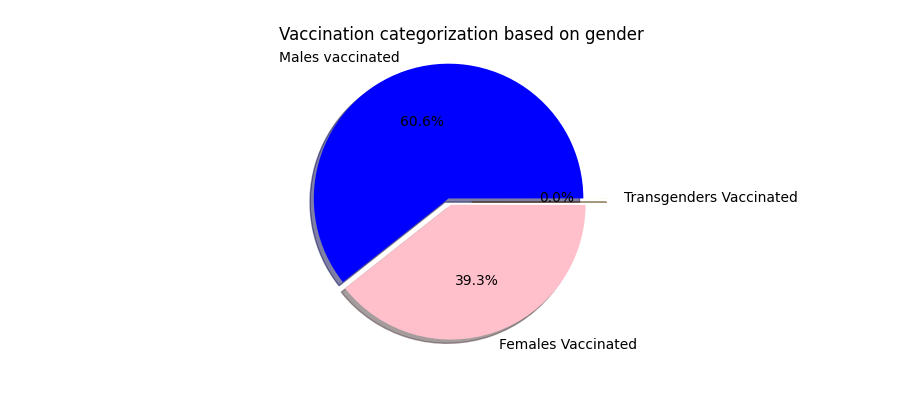 Vaccination categorization based on gender
Males vaccinated
60.6%
0.0%
Transgenders Vaccinated
39.3%
Females Vaccinated